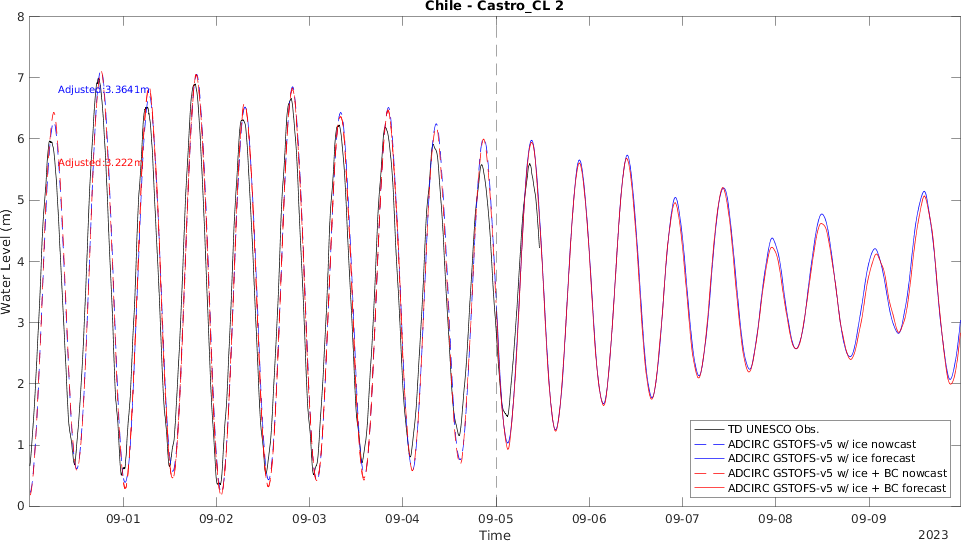 Chile - Castro_CL 2
8
7
6
5
4
3
2
1
0
Water Level (m)
Adjusted:3.3641m
Adjusted:3.222m
TD UNESCO Obs.
ADCIRC GSTOFS-v5 w/ ice nowcast
ADCIRC GSTOFS-v5 w/ ice forecast
ADCIRC GSTOFS-v5 w/ ice + BC nowcast
ADCIRC GSTOFS-v5 w/ ice + BC forecast
09-01 09-02 09-03 09-04 09-05 09-06 09-07 09-08 09-09
Time
2023